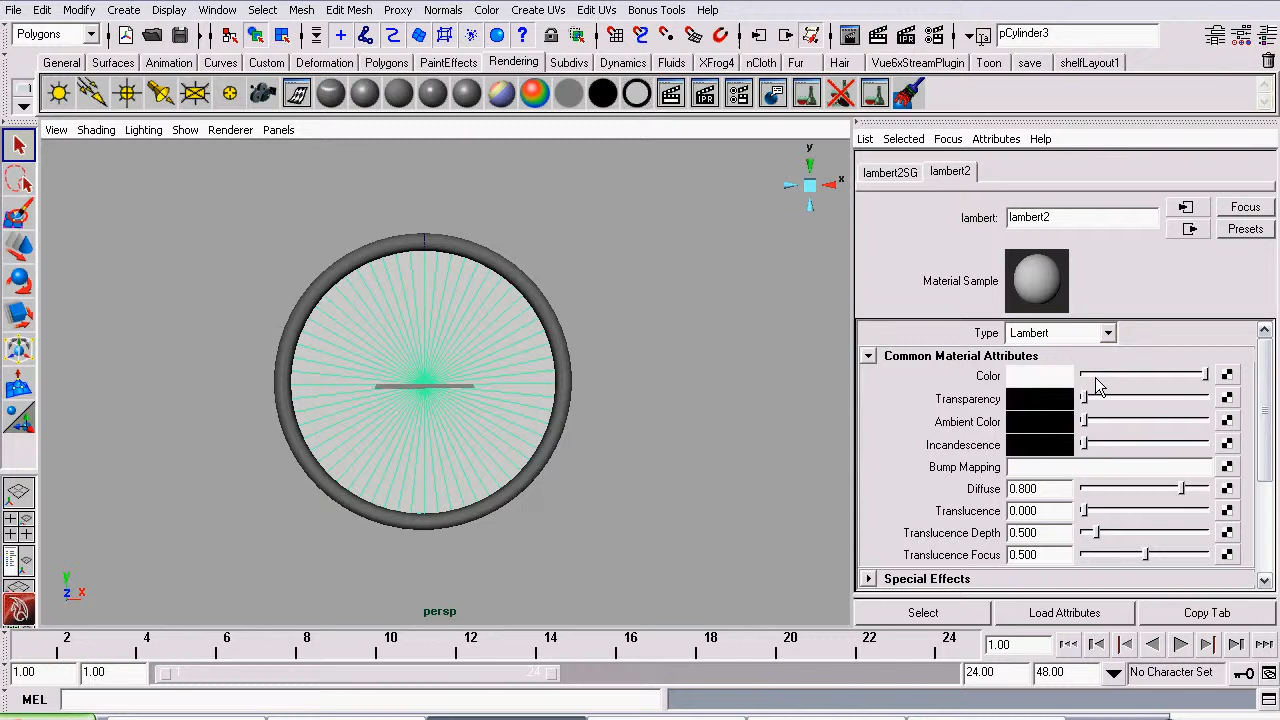 File Edit Modify Create Display Window Select Mesh Edit Mesh Proxy Normals Color Create UVs Edit UVs Bonus Tools Help
Polygons
pCylinder3
General Surfaces Animation Curves Custom Deformation Polygons PaintEffects Rendering Subdivs Dynamics Fluids XFrog4 nCloth Fur Hair Vue6xStreamPlugin Toon save shelfLayout1
IPR
View Shading Lighting Show Renderer Panels
List Selected Focus Attributes Help
lambert2SG lambert2
lambert: lambert2
Focus
Presets
Material Sample
Type Lambert
Common Material Attributes
Color
Transparency
Ambient Color
Incandescence
Bump Mapping
Diffuse 0.800
Translucence 0.000
Translucence Depth 0.500
Translucence Focus 0.500
Special Effects
Select Load Attributes Copy Tab
y
x
y
z x
persp
2 4 6 8 10 12 14 16 18 20 22 24
1.00
1.00 1.00 1 24 24.00 48.00 No Character Set
MEL